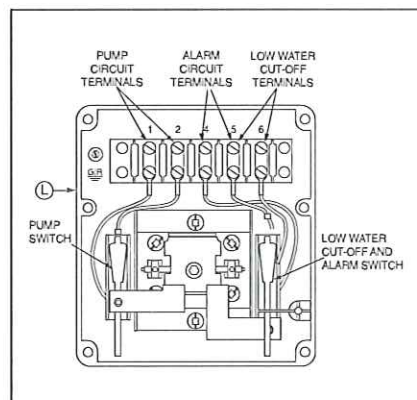 PUMP
CIRCUIT
TERMINALS
ALARM
CIRCUIT
TERMINALS
LOW WATER
CUT-OFF
TERMINALS
1 2 4 5 6
S
G.R
L
PUMP
SWITCH
LOW WATER
CUT-OFF AND
ALARM SWITCH